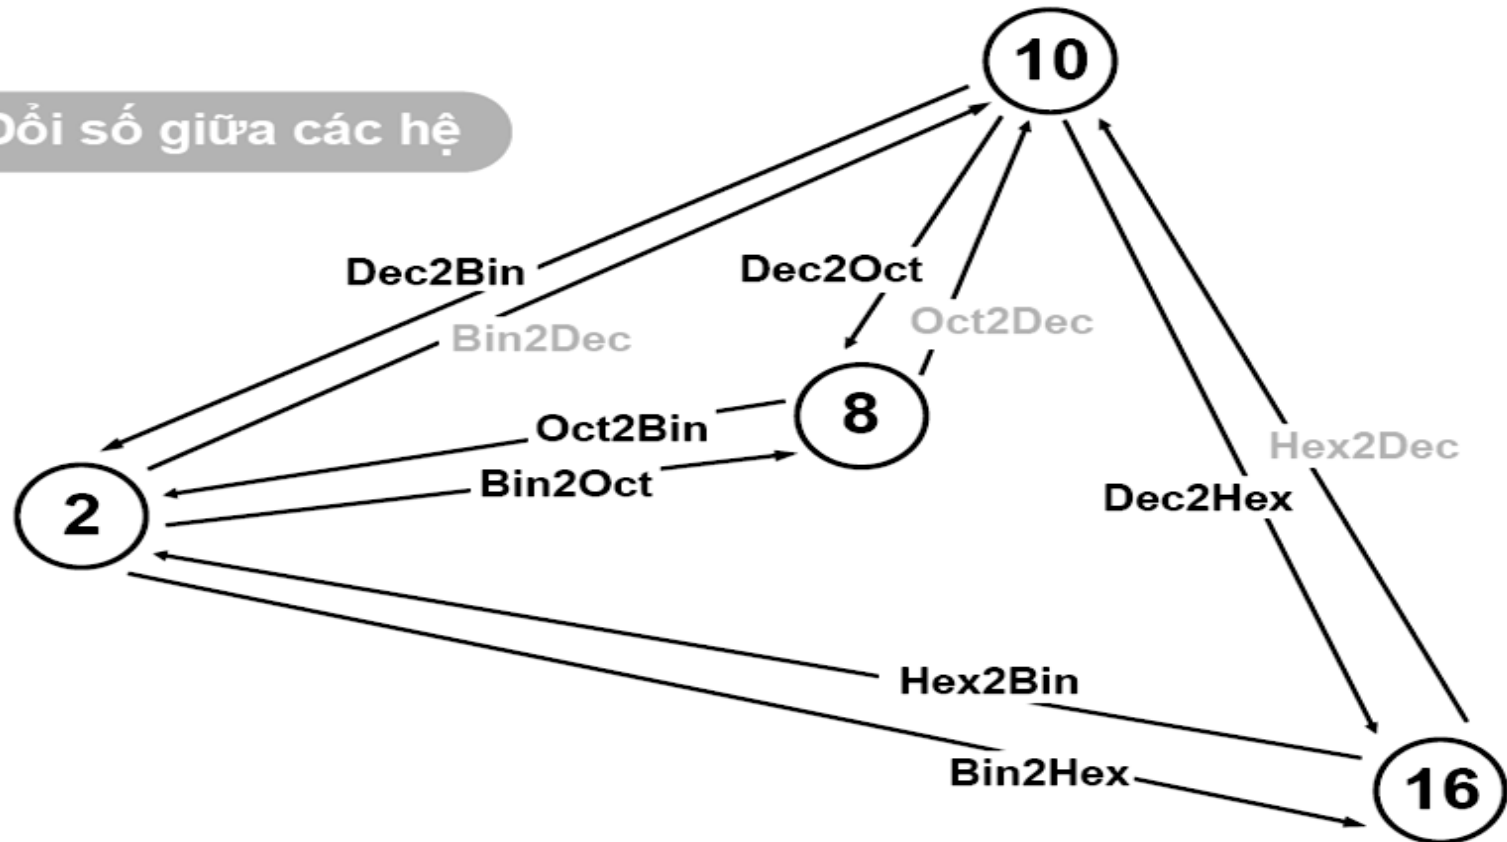 10
Đổi số giữa các hệ
Dec2Bin
Dec2Oct
Oct2Dec
Bin2Dec
8
Oct2Bin
Hex2Dec
Bin2Oct
Dec2Hex
2
Hex2Bin
Bin2Hex
16